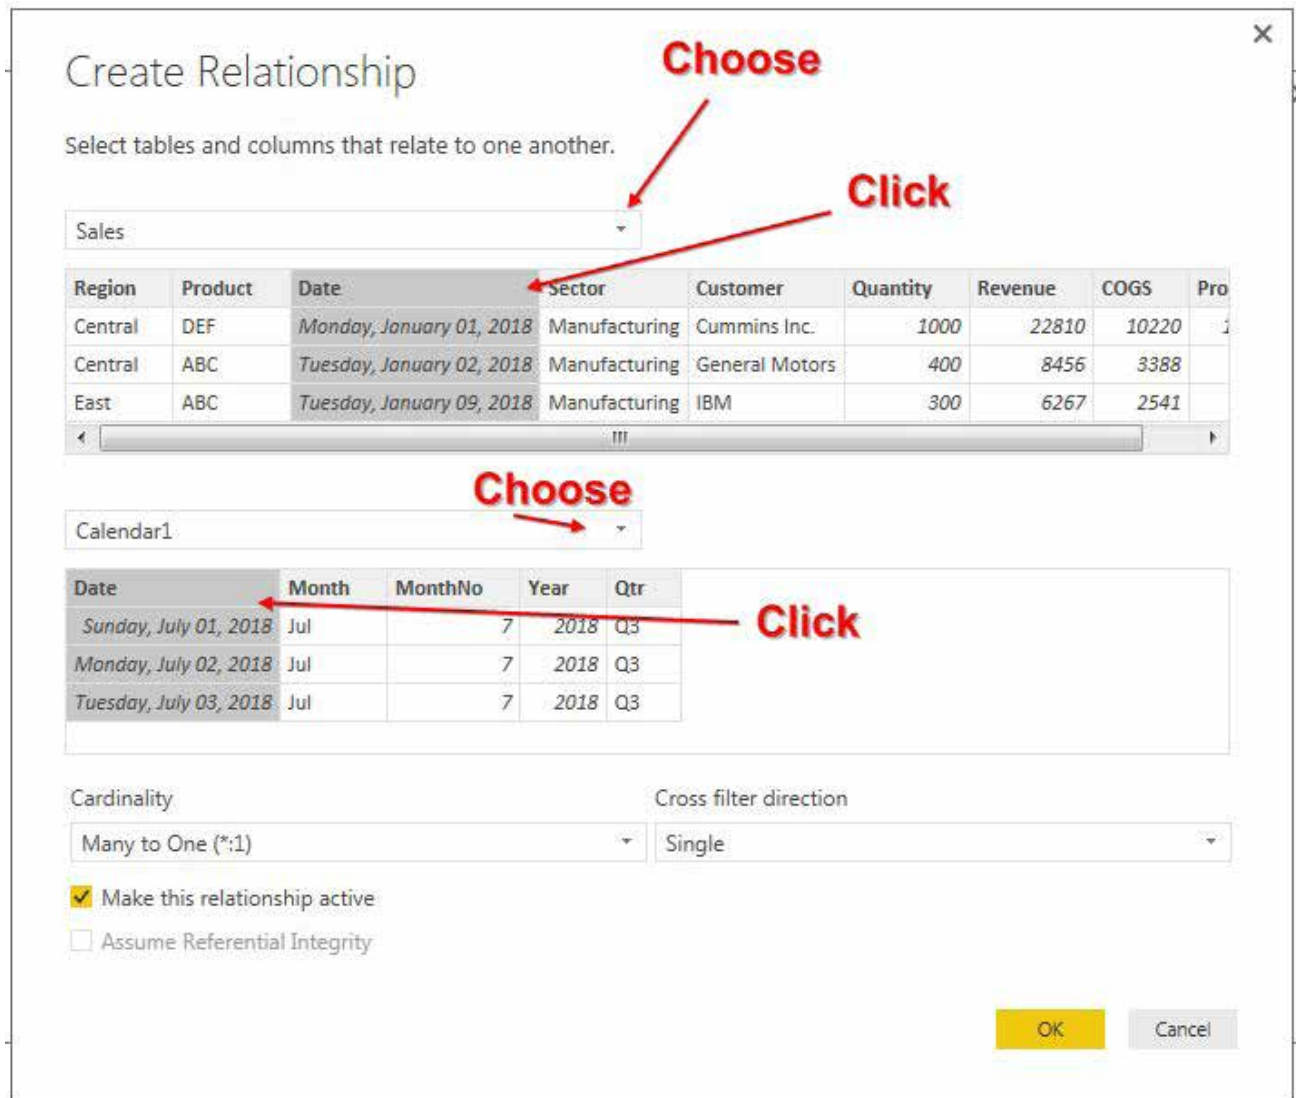 Create Relationship
Choose
Select tables and columns that relate to one another.
Click
Sales
Region Product Date Sector Customer Quantity Revenue COGS Pro
Central DEF Monday, January 01, 2018 Manufacturing Cummins Inc. 1000 22810 10220
Central ABC Tuesday, January 02, 2018 Manufacturing General Motors 400 8456 3388
East ABC Tuesday, January 09, 2018 Manufacturing IBM 300 6267 2541
Choose
Calendar1
Date Month MonthNo Year Qtr
Click
Sunday, July 01, 2018 Jul 7 2018 Q3
Monday, July 02, 2018 Jul 7 2018 Q3
Tuesday, July 03, 2018 Jul 7 2018 Q3
Cardinality Cross filter direction
Many to One (*:1) Single
Make this relationship active
Assume Referential Integrity
OK Cancel